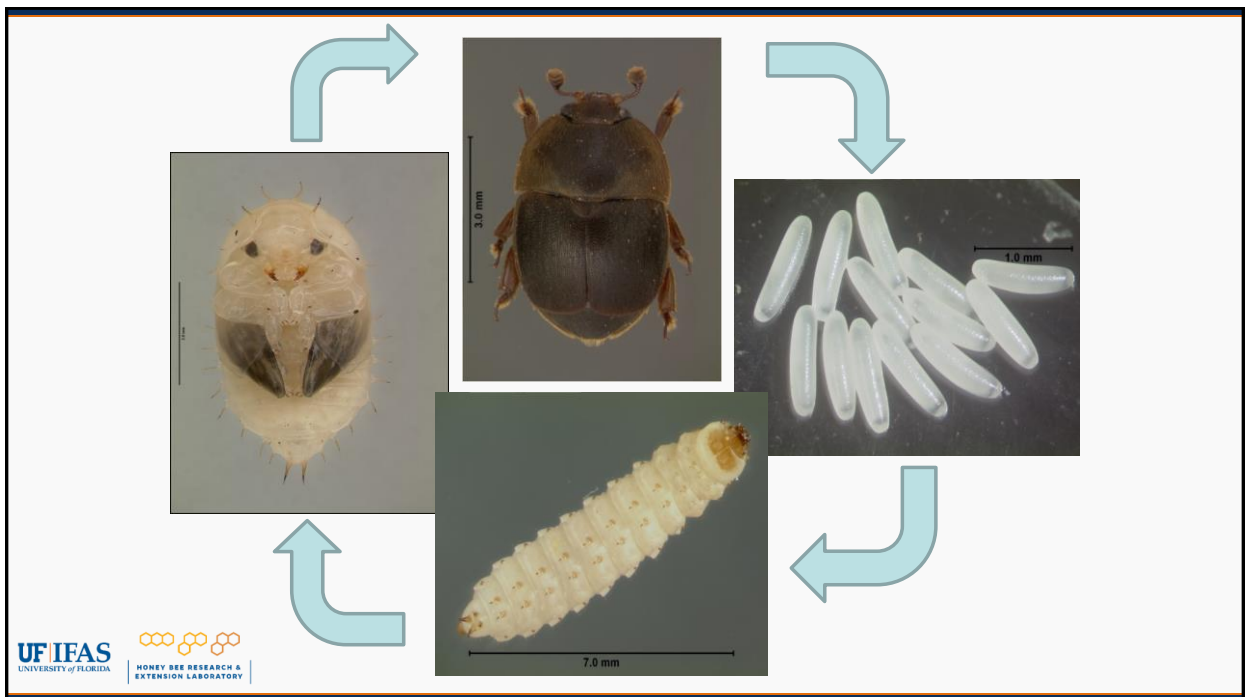 3.0 mm
1.0 mm
7.0 mm
UF|IFAS
UNIVERSITY of FLORIDA
HONEY BEE RESEARCH &
EXTENSION LABORATORY